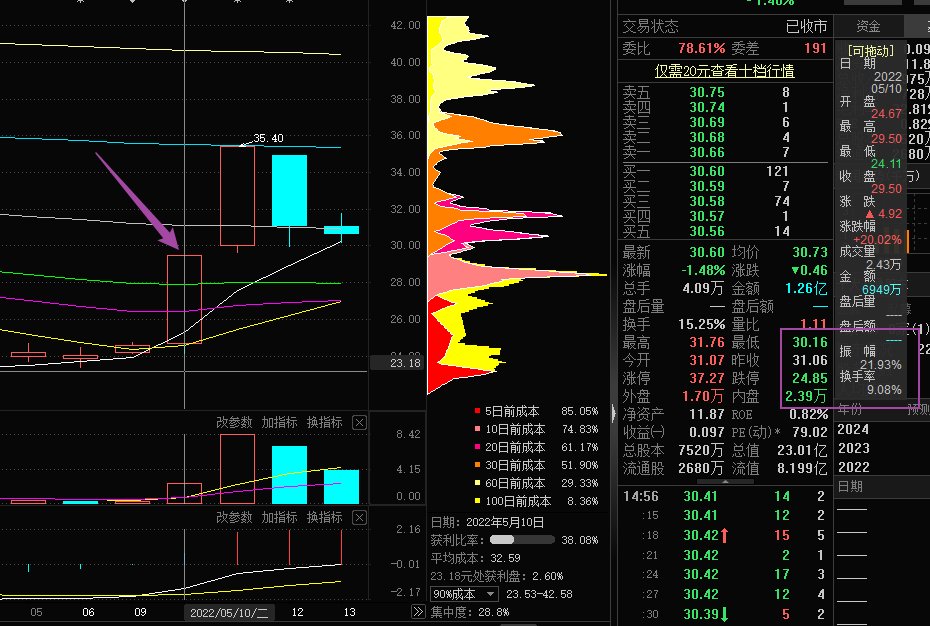 42.00
40.00
38.00
36.00
34.00
32.00
30.00
28.00
26.00
23.18
35.40
改参数 加指标 换指标
8.42
4.15
0.00
改参数 加指标 换指标
2.16
-0.01
-2.17
05 06 09 2022/05/10/二 12 13
5日前成本 85.05%
10日前成本 74.83%
20日前成本 61.17%
30日前成本 51.90%
60日前成本 29.33%
100日前成本 8.36%
日期: 2022年5月10日
获利比率: 38.08%
平均成本: 32.59
23.18元处获利盘: 2.60%
90%成本 23.53-42.58
集中度: 28.8%
-1.48%
交易状态 已收市
委比 78.61% 委差 191
仅需20元查看十档行情
卖五 30.75 8
卖四 30.74 1
卖三 30.69 6
卖二 30.68 4
卖一 30.66 7
买一 30.60 121
买二 30.59 7
买三 30.58 74
买四 30.57 1
买五 30.56 14
最新 30.60 均价 30.73
涨幅 -1.48% 涨跌 ▼0.46
总手 4.09万 金额 1.26亿
盘后量 — 盘后额 —
换手 15.25% 量比 1.11
最高 31.76 最低 30.16
今开 31.07 昨收 31.06
涨停 37.27 跌停 24.85
外盘 1.70万 内盘 2.39万
净资产 11.87 ROE 0.82%
收益(一) 0.097 PE(动)* 79.02
总股本 7520万 总值 23.01亿
流通股 2680万 流值 8.199亿
14:56 30.41 14 2
:15 30.41 12 2
:18 30.42↑ 15 5
:21 30.42 2 1
:24 30.42 17 3
:27 30.42 12 4
:30 30.39↓ 5 2
资金
[可拖动]
日 期
2022
05/10
开 盘
24.67
最 高
29.50
最 低
24.11
收 盘
29.50
涨 跌
▲4.92
涨跌幅
+20.02%
成交量
2.43万
金 额
6949万
盘后量
----
盘后额
----
振 幅
21.93%
换手率
9.08%
年份 预测
2024
2023
2022
日期